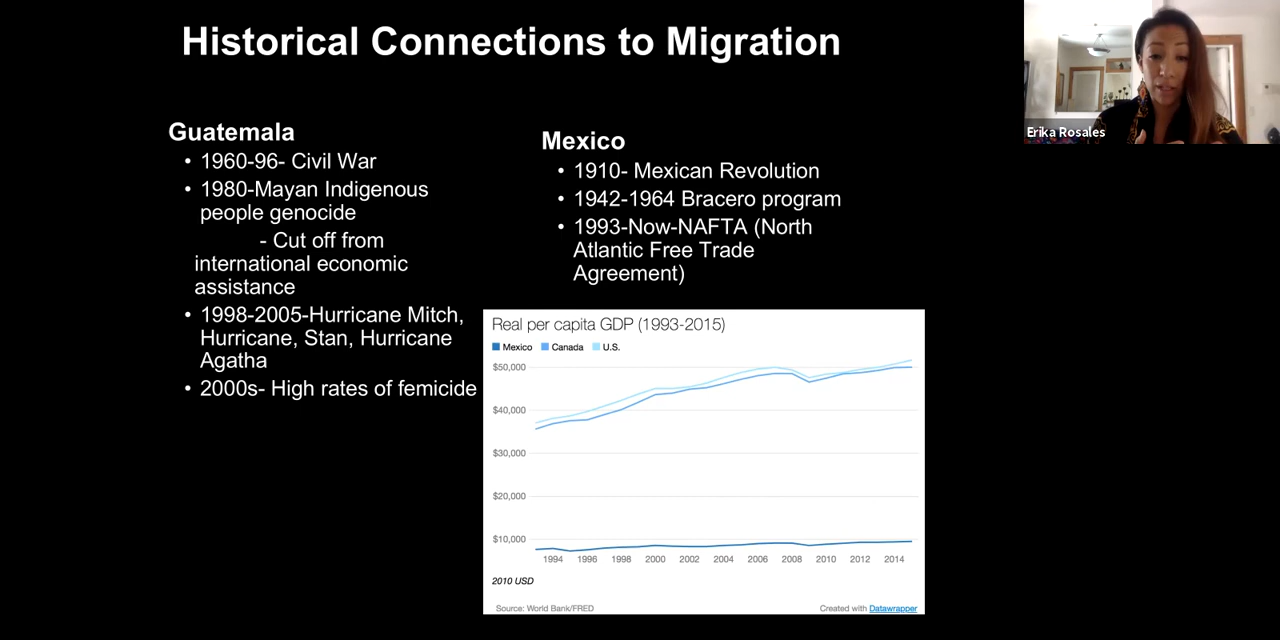 Historical Connections to Migration
Erika Rosales
Guatemala
• 1960-96- Civil War
• 1980-Mayan Indigenous
people genocide
- Cut off from
international economic
assistance
• 1998-2005-Hurricane Mitch,
Hurricane, Stan, Hurricane
Agatha
• 2000s- High rates of femicide
Mexico
• 1910- Mexican Revolution
• 1942-1964 Bracero program
• 1993-Now-NAFTA (North
Atlantic Free Trade
Agreement)
Real per capita GDP (1993-2015)
Mexico Canada U.S.
$50,000
$40,000
$30,000
$20,000
$10,000
1994 1996 1998 2000 2002 2004 2006 2008 2010 2012 2014
2010 USD
Source: World Bank/FRED
Created with Datawrapper